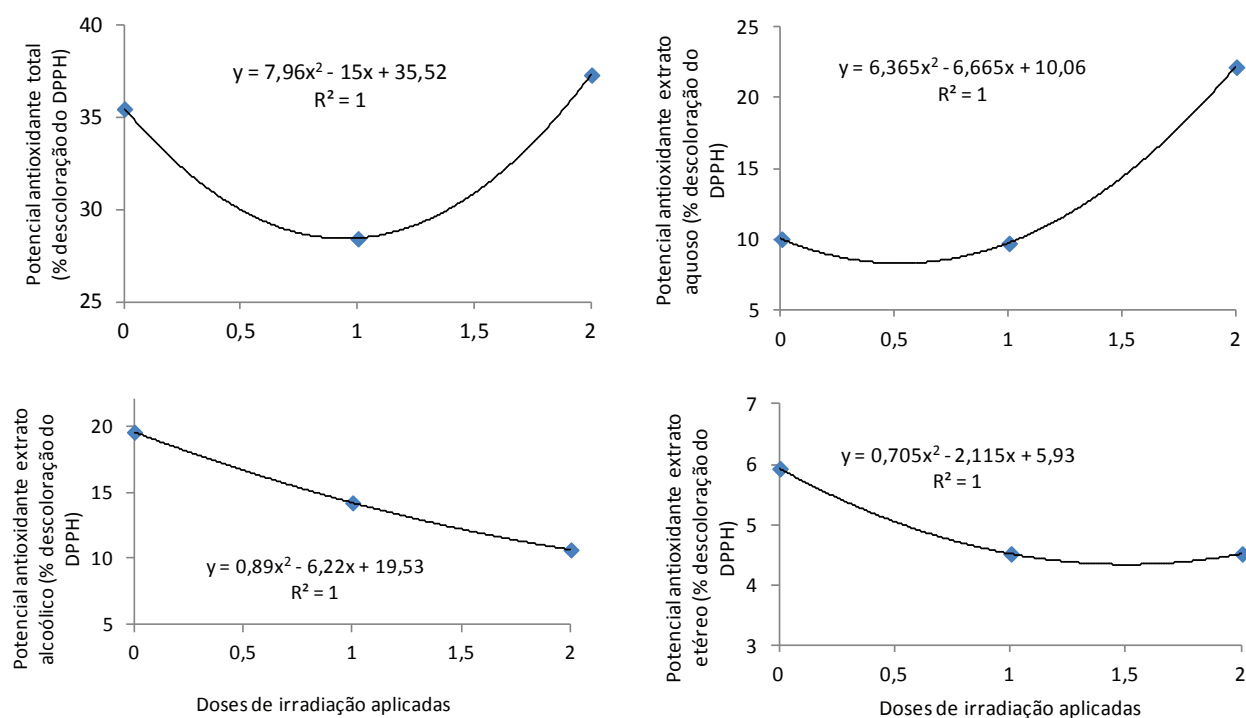 Potencial antioxidante total
(% descoloração do DPPH)
40
35
30
25
y = 7,96x² - 15x + 35,52
R² = 1
0
0,5
1
1,5
2
Potencial antioxidante extrato
aquoso (% descoloração do
DPPH)
25
20
15
10
5
y = 6,365x² - 6,665x + 10,06
R² = 1
0
0,5
1
1,5
2
Potencial antioxidante extrato
alcoólico (% descoloração do
DPPH)
20
15
10
5
y = 0,89x² - 6,22x + 19,53
R² = 1
0
0,5
1
1,5
2
Doses de irradiação aplicadas
Potencial antioxidante extrato
etéreo (% descoloração do
DPPH)
7
6
5
4
3
y = 0,705x² - 2,115x + 5,93
R² = 1
0
0,5
1
1,5
2
Doses de irradiação aplicadas